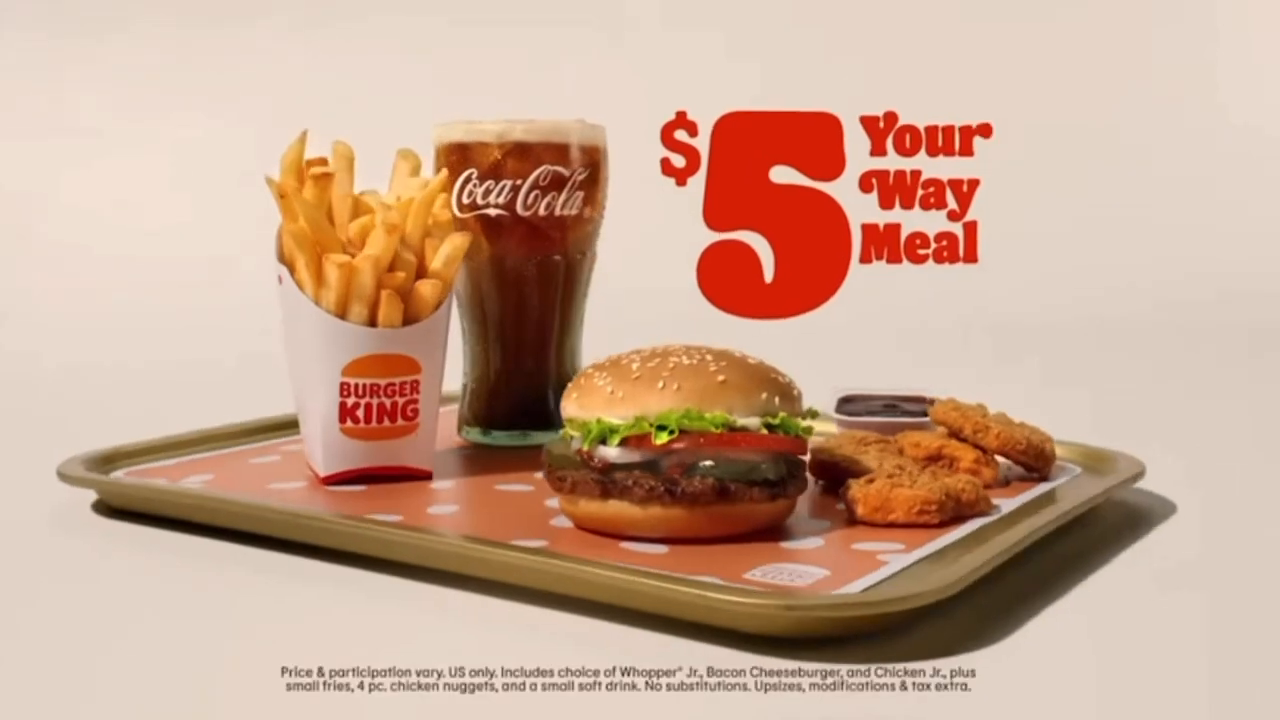 $5 Your
Way
Meal
Coca-Cola
BURGER
KING
Price & participation vary. US only. Includes choice of Whopper® Jr., Bacon Cheeseburger, and Chicken Jr., plus
small fries, 4 pc. chicken nuggets, and a small soft drink. No substitutions. Upsizes, modifications & tax extra.